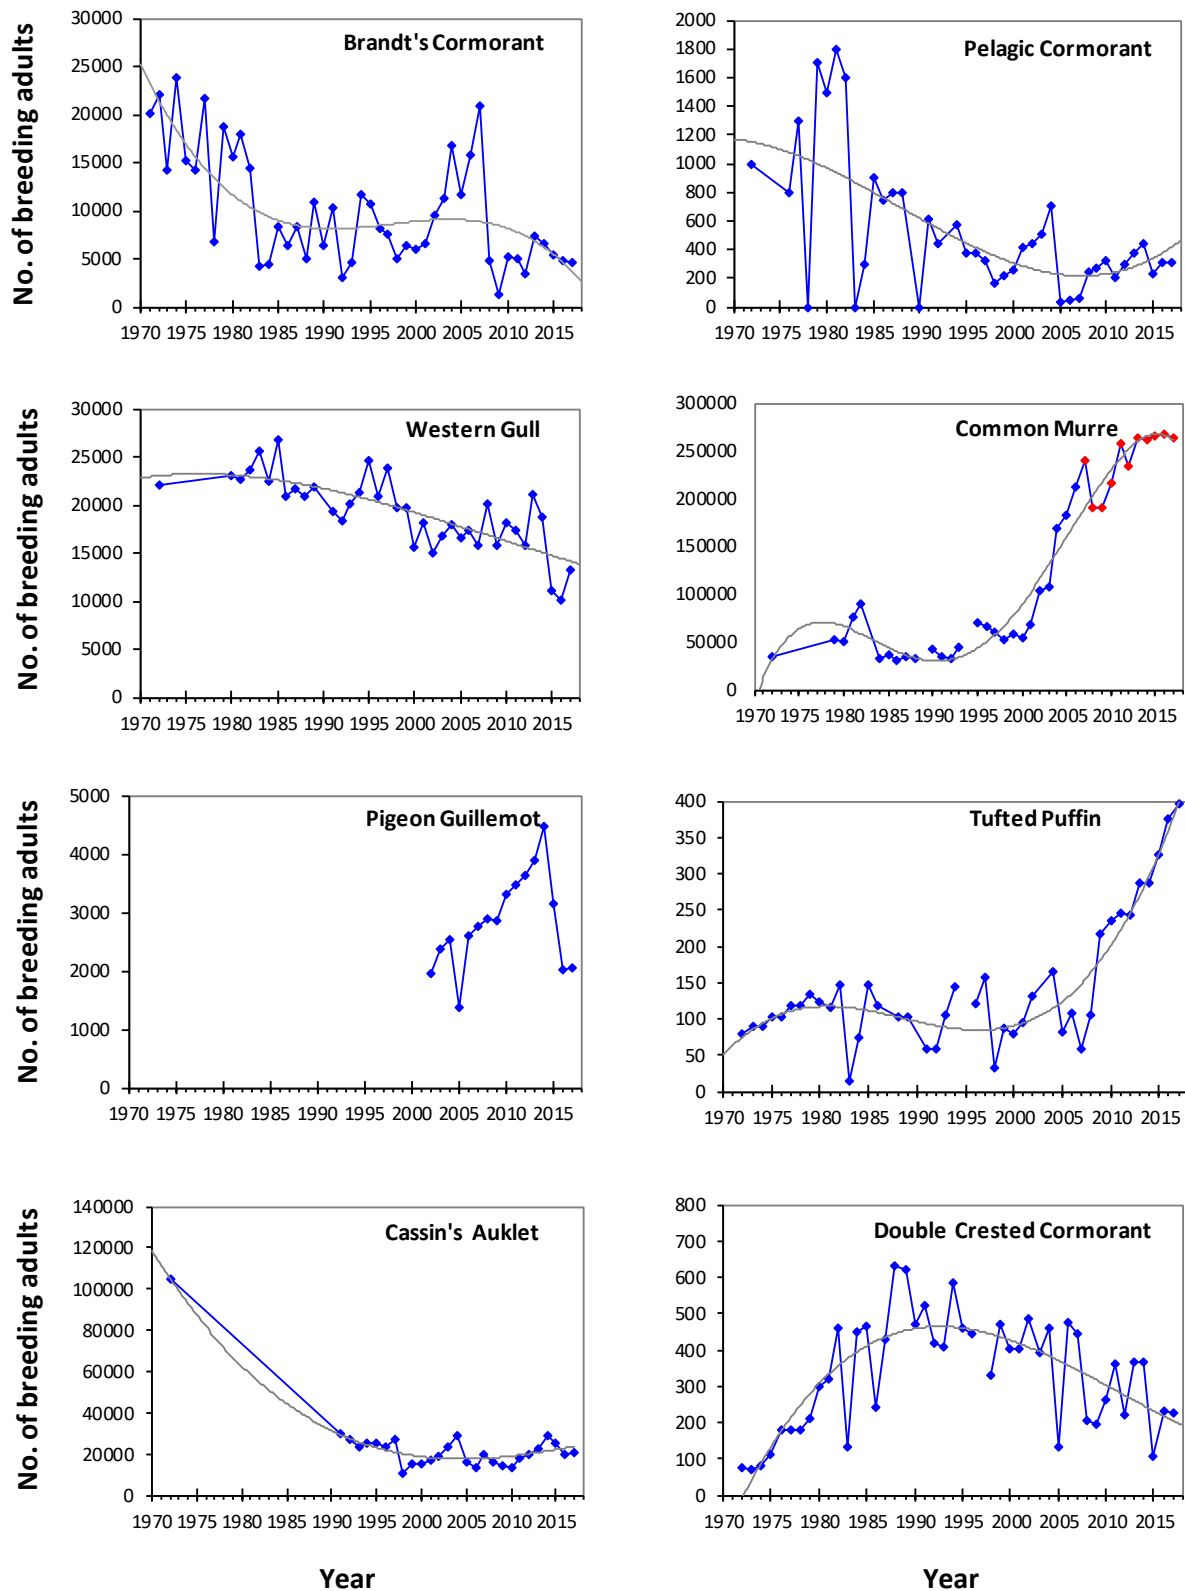 Brandt's Cormorant
No. of breeding adults
30000
25000
20000
15000
10000
5000
0
1970 1975 1980 1985 1990 1995 2000 2005 2010 2015
Pelagic Cormorant
2000
1800
1600
1400
1200
1000
800
600
400
200
0
1970 1975 1980 1985 1990 1995 2000 2005 2010 2015
Western Gull
No. of breeding adults
30000
25000
20000
15000
10000
5000
0
1970 1975 1980 1985 1990 1995 2000 2005 2010 2015
Common Murre
300000
250000
200000
150000
100000
50000
0
1970 1975 1980 1985 1990 1995 2000 2005 2010 2015
Pigeon Guillemot
No. of breeding adults
5000
4000
3000
2000
1000
0
1970 1975 1980 1985 1990 1995 2000 2005 2010 2015
Tufted Puffin
400
350
300
250
200
150
100
50
0
1970 1975 1980 1985 1990 1995 2000 2005 2010 2015
Cassin's Auklet
No. of breeding adults
140000
120000
100000
80000
60000
40000
20000
0
1970 1975 1980 1985 1990 1995 2000 2005 2010 2015
Year
Double Crested Cormorant
800
700
600
500
400
300
200
100
0
1970 1975 1980 1985 1990 1995 2000 2005 2010 2015
Year